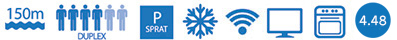 150m
DUPLEX
P
SPRAT
4.48